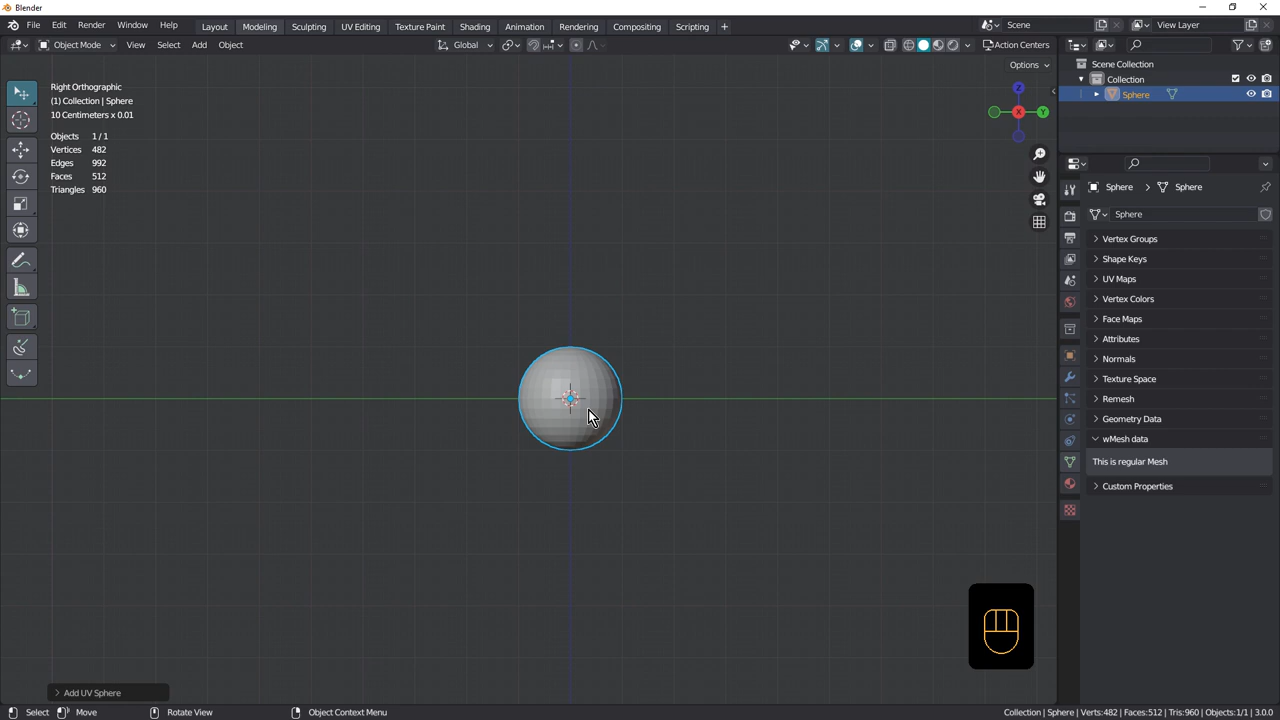 Blender
File Edit Render Window Help
Layout Modeling Sculpting UV Editing Texture Paint Shading Animation Rendering Compositing Scripting +
Scene
View Layer
Object Mode View Select Add Object
Global
Action Centers
Options
Right Orthographic
(1) Collection | Sphere
10 Centimeters x 0.01
Objects 1/1
Vertices 482
Edges 992
Faces 512
Triangles 960
Z
X
Y
Scene Collection
Collection
Sphere
Sphere > Sphere
Sphere
Vertex Groups
Shape Keys
UV Maps
Vertex Colors
Face Maps
Attributes
Normals
Texture Space
Remesh
Geometry Data
wMesh data
This is regular Mesh
Custom Properties
Add UV Sphere
Select Move Rotate View Object Context Menu
Collection | Sphere | Verts:482 | Faces:512 | Tris:960 | Objects:1/1 | 3.0.0